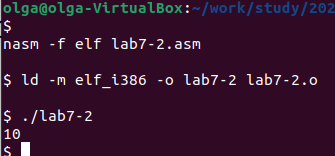 olga@olga-VirtualBox:~/work/study/202
$
nasm -f elf lab7-2.asm
$ ld -m elf_i386 -o lab7-2 lab7-2.o
$ ./lab7-2
10
$